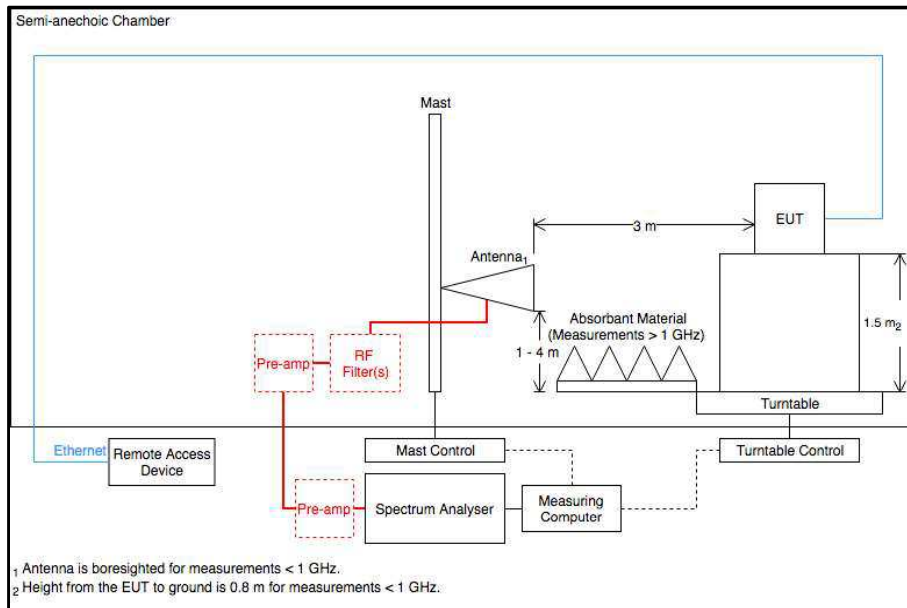 Semi-anechoic Chamber
Mast
EUT
3 m
Antenna1
Absorbant Material
(Measurements > 1 GHz)
1 - 4 m
1.5 m2
Pre-amp
RF
Filter(s)
Turntable
Ethernet
Remote Access
Device
Mast Control
Turntable Control
Pre-amp
Spectrum Analyser
Measuring
Computer
1 Antenna is boresighted for measurements < 1 GHz.
2 Height from the EUT to ground is 0.8 m for measurements < 1 GHz.